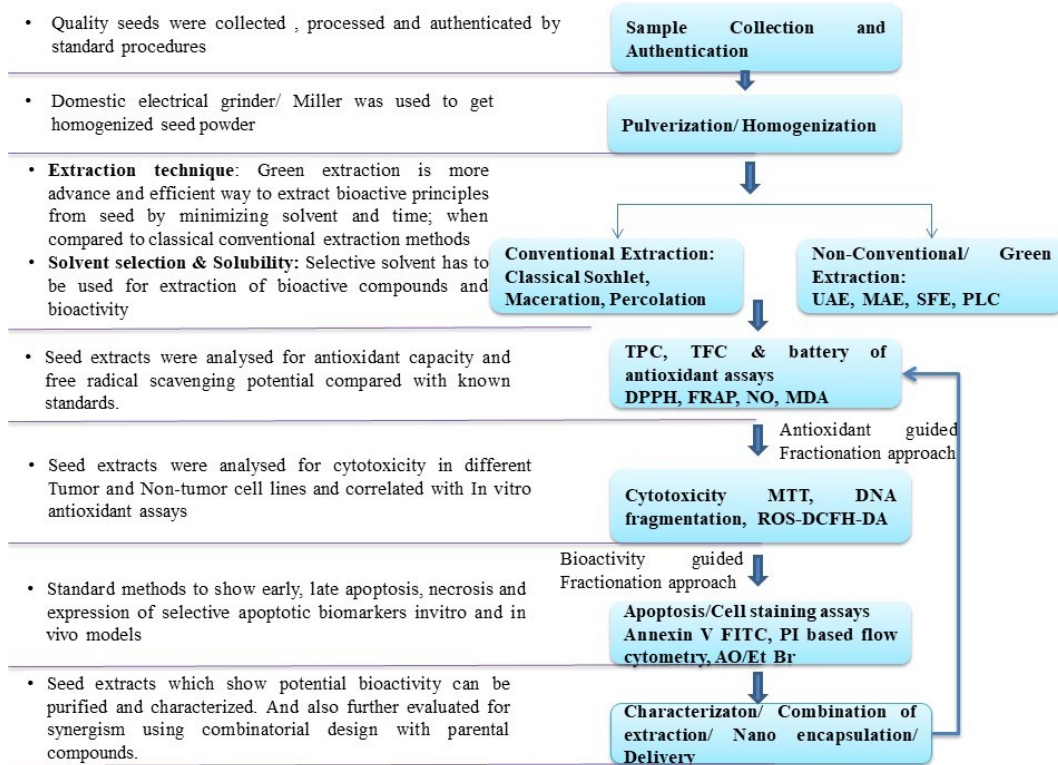 • Quality seeds were collected , processed and authenticated by
standard procedures
Sample Collection and
Authentication
• Domestic electrical grinder/ Miller was used to get
homogenized seed powder
Pulverization/ Homogenization
• Extraction technique: Green extraction is more
advance and efficient way to extract bioactive principles
from seed by minimizing solvent and time; when
compared to classical conventional extraction methods
• Solvent selection & Solubility: Selective solvent has to
be used for extraction of bioactive compounds and
bioactivity
Conventional Extraction:
Classical Soxhlet,
Maceration, Percolation
Non-Conventional/ Green
Extraction:
UAE, MAE, SFE, PLC
• Seed extracts were analysed for antioxidant capacity and
free radical scavenging potential compared with known
standards.
TPC, TFC & battery of
antioxidant assays
DPPH, FRAP, NO, MDA
Antioxidant guided
Fractionation approach
• Seed extracts were analysed for cytotoxicity in different
Tumor and Non-tumor cell lines and correlated with In vitro
antioxidant assays
Cytotoxicity MTT, DNA
fragmentation, ROS-DCFH-DA
Bioactivity guided
Fractionation approach
• Standard methods to show early, late apoptosis, necrosis and
expression of selective apoptotic biomarkers invitro and in
vivo models
Apoptosis/Cell staining assays
Annexin V FITC, PI based flow
cytometry, AO/Et Br
• Seed extracts which show potential bioactivity can be
purified and characterized. And also further evaluated for
synergism using combinatorial design with parental
compounds.
Characterizaton/ Combination of
extraction/ Nano encapsulation/
Delivery